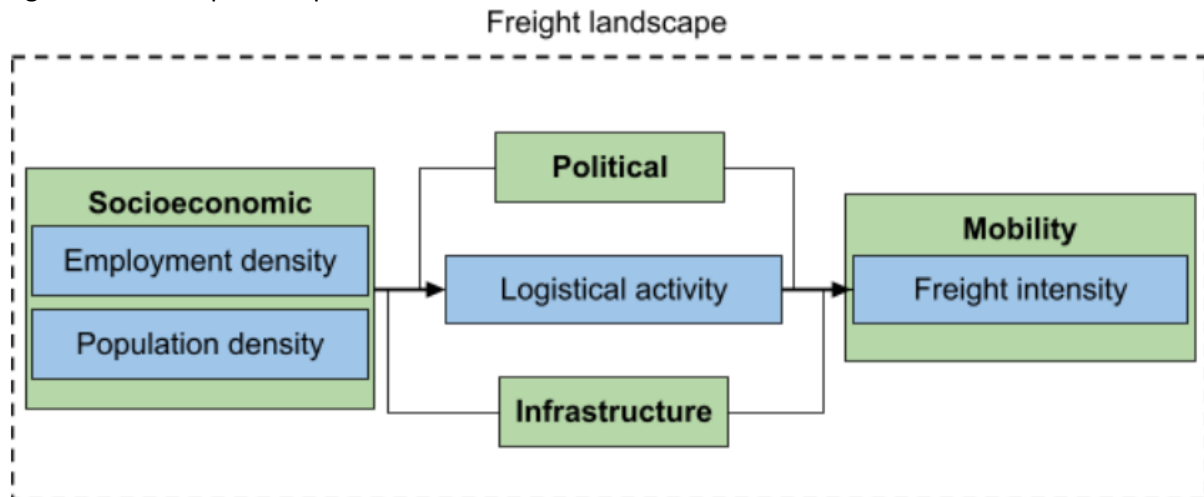 Freight landscape
Political
Socioeconomic
Employment density
Population density
Logistical activity
Mobility
Freight intensity
Infrastructure